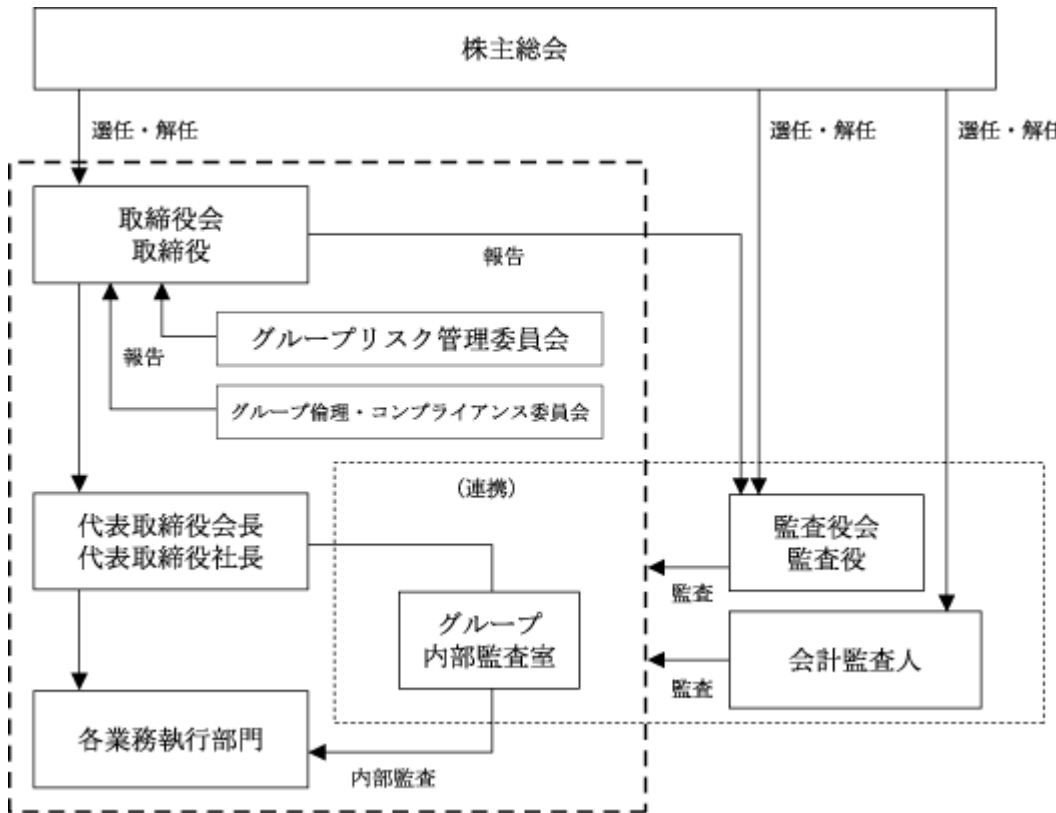 株主総会
選任・解任
選任・解任
選任・解任
取締役会
取締役
報告
グループリスク管理委員会
報告
グループ倫理・コンプライアンス委員会
(連携)
代表取締役会長
代表取締役社長
監査役会
監査役
監査
グループ
内部監査室
会計監査人
監査
各業務執行部門
内部監査